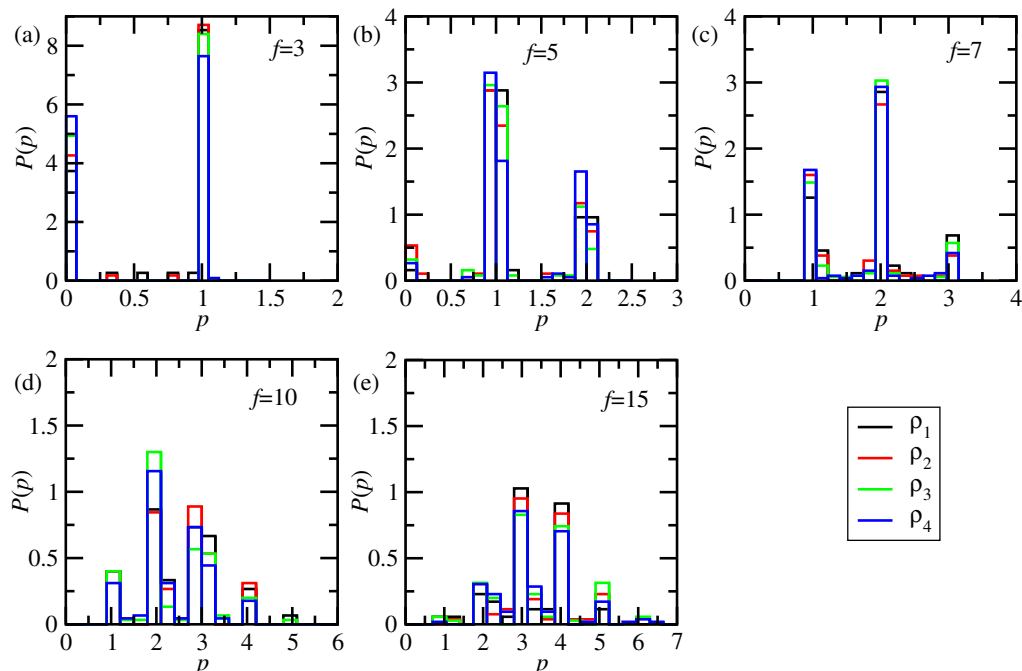 (a)
f=3
P(p)
8
6
4
2
0
0 0.5 1 1.5 2
p
(b)
f=5
P(p)
4
3
2
1
0
0 0.5 1 1.5 2 2.5 3
p
(c)
f=7
P(p)
4
3
2
1
0
0 1 2 3 4
p
(d)
f=10
P(p)
2
1.5
1
0.5
0
0 1 2 3 4 5 6
p
(e)
f=15
P(p)
2
1.5
1
0.5
0
0 1 2 3 4 5 6 7
p
ρ₁
ρ₂
ρ₃
ρ₄